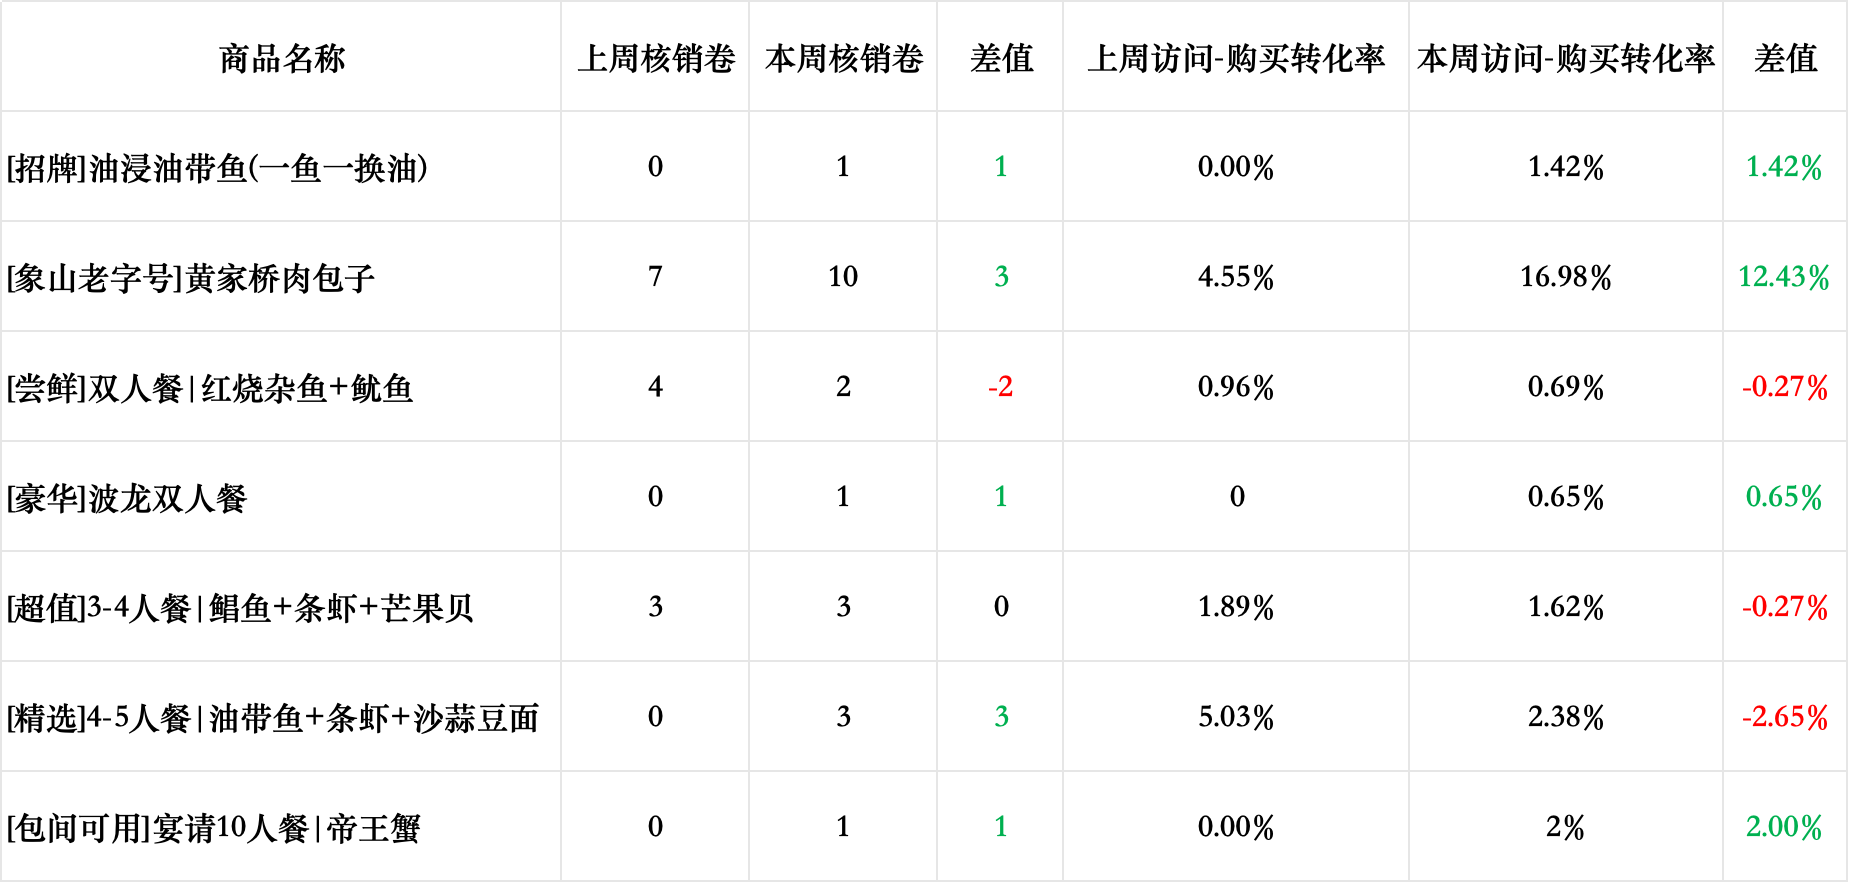 商品名称 上周核销卷 本周核销卷 差值 上周访问-购买转化率 本周访问-购买转化率 差值
[招牌]油浸油带鱼(一鱼一换油) 0 1 1 0.00% 1.42% 1.42%
[象山老字号]黄家桥肉包子 7 10 3 4.55% 16.98% 12.43%
[尝鲜]双人餐|红烧杂鱼+鱿鱼 4 2 -2 0.96% 0.69% -0.27%
[豪华]波龙双人餐 0 1 1 0 0.65% 0.65%
[超值]3-4人餐|鲳鱼+条虾+芒果贝 3 3 0 1.89% 1.62% -0.27%
[精选]4-5人餐|油带鱼+条虾+沙蒜豆面 0 3 3 5.03% 2.38% -2.65%
[包间可用]宴请10人餐|帝王蟹 0 1 1 0.00% 2% 2.00%